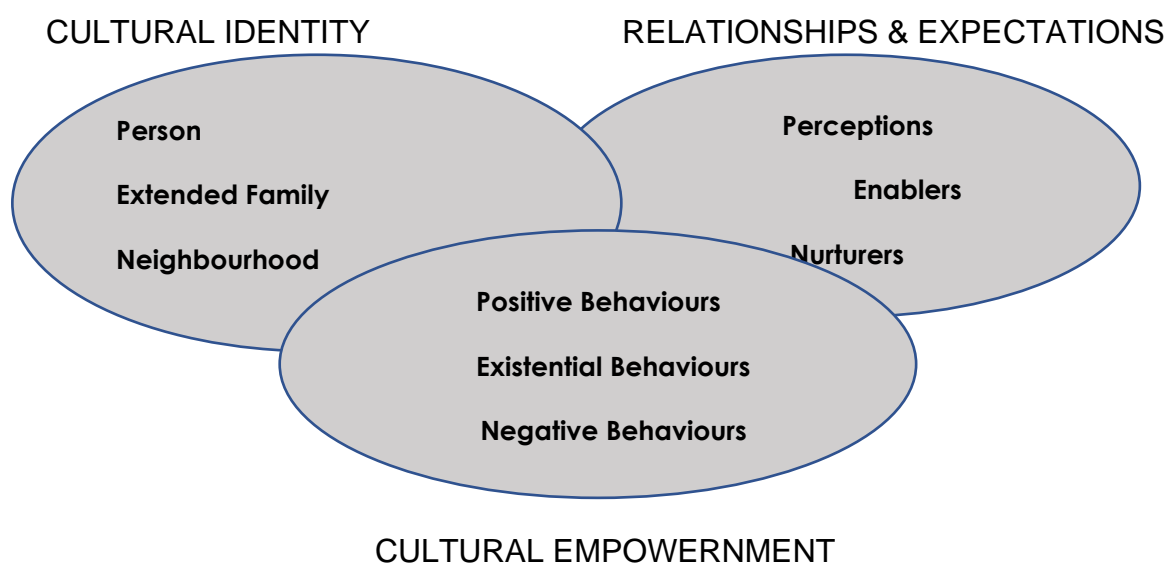 CULTURAL IDENTITY
RELATIONSHIPS & EXPECTATIONS
Person
Extended Family
Neighbourhood
Perceptions
Enablers
Nurturers
Positive Behaviours
Existential Behaviours
Negative Behaviours
CULTURAL EMPOWERNMENT